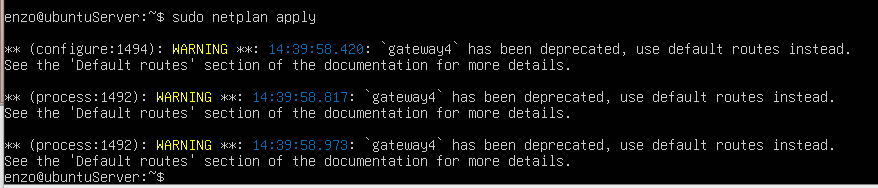 enzo@ubuntuServer:~$ sudo netplan apply
** (configure:1494): WARNING **: 14:39:58.420: `gateway4` has been deprecated, use default routes instead.
See the 'Default routes' section of the documentation for more details.
** (process:1492): WARNING **: 14:39:58.817: `gateway4` has been deprecated, use default routes instead.
See the 'Default routes' section of the documentation for more details.
** (process:1492): WARNING **: 14:39:58.973: `gateway4` has been deprecated, use default routes instead.
See the 'Default routes' section of the documentation for more details.
enzo@ubuntuServer:~$